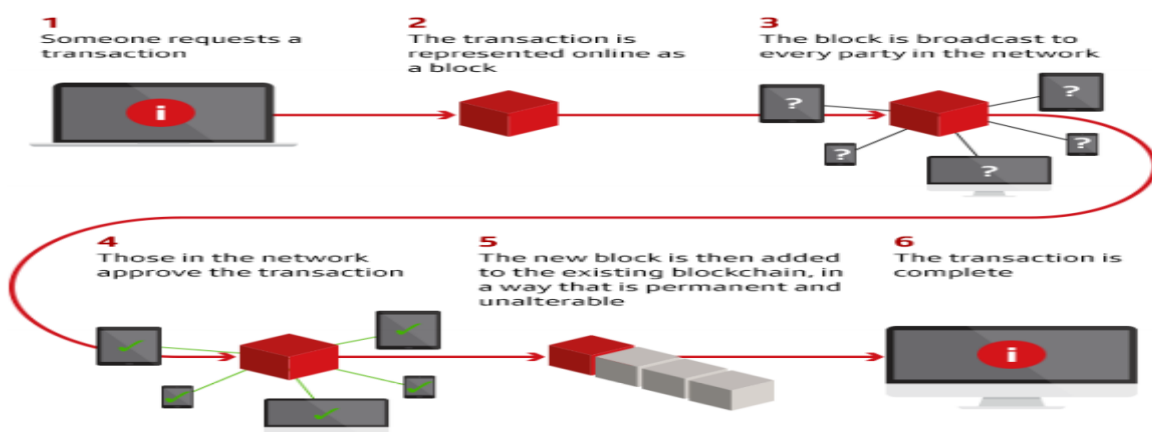 1
Someone requests a
transaction
2
The transaction is
represented online as
a block
3
The block is broadcast to
every party in the network
i
?
?
?
?
?
4
Those in the network
approve the transaction
5
The new block is then added
to the existing blockchain, in
a way that is permanent and
unalterable
6
The transaction is
complete
i